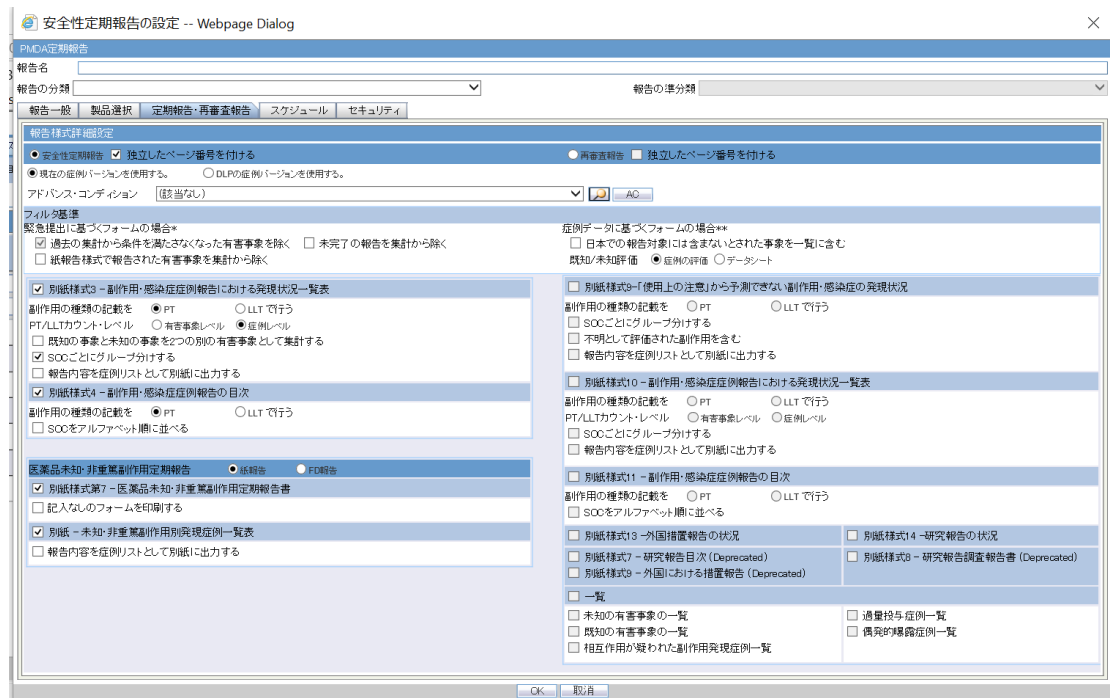 安全性定期報告の設定 -- Webpage Dialog
PMDA定期報告
報告名
報告の分類
報告の準分類
報告一般 製品選択 定期報告・再審査報告 スケジュール セキュリティ
報告様式詳細設定
安全性定期報告 独立したページ番号を付ける
再審査報告 独立したページ番号を付ける
現在の症例バージョンを使用する。 DLPの症例バージョンを使用する。
アドバンス・コンディション (該当なし) AC
フィルタ基準
緊急提出に基づくフォームの場合*
過去の集計から条件を満たさなくなった有害事象を除く 未完了の報告を集計から除く
紙報告様式で報告された有害事象を集計から除く
症例データに基づくフォームの場合**
日本での報告対象には含まないとされた事象を一覧に含む
既知/未知評価 症例の評価 データシート
別紙様式3 - 副作用・感染症症例報告における発現状況一覧表
副作用の種類の記載を PT LLT で行う
PT/LLTカウント・レベル 有害事象レベル 症例レベル
既知の事象と未知の事象を2つの別の有害事象として集計する
SOCごとにグループ分けする
報告内容を症例リストとして別紙に出力する
別紙様式4 - 副作用・感染症症例報告の目次
副作用の種類の記載を PT LLT で行う
SOCをアルファベット順に並べる
医薬品未知・非重篤副作用定期報告 紙報告 FD報告
別紙様式第7 - 医薬品未知・非重篤副作用定期報告書
記入なしのフォームを印刷する
別紙 - 未知・非重篤副作用別発現症例一覧表
報告内容を症例リストとして別紙に出力する
別紙様式9-「使用上の注意」から予測できない副作用・感染症の発現状況
副作用の種類の記載を PT LLT で行う
SOCごとにグループ分けする
不明として評価された副作用を含む
報告内容を症例リストとして別紙に出力する
別紙様式10 - 副作用・感染症症例報告における発現状況一覧表
副作用の種類の記載を PT LLT で行う
PT/LLTカウント・レベル 有害事象レベル 症例レベル
SOCごとにグループ分けする
報告内容を症例リストとして別紙に出力する
別紙様式11 - 副作用・感染症症例報告の目次
副作用の種類の記載を PT LLT で行う
SOCをアルファベット順に並べる
別紙様式13 -外国措置報告の状況 別紙様式14 -研究報告の状況
別紙様式7 - 研究報告目次 (Deprecated) 別紙様式8 - 研究報告調査報告書 (Deprecated)
別紙様式9 - 外国における措置報告 (Deprecated)
一覧
未知の有害事象の一覧 過量投与症例一覧
既知の有害事象の一覧 偶発的曝露症例一覧
相互作用が疑われた副作用発現症例一覧
OK 取消